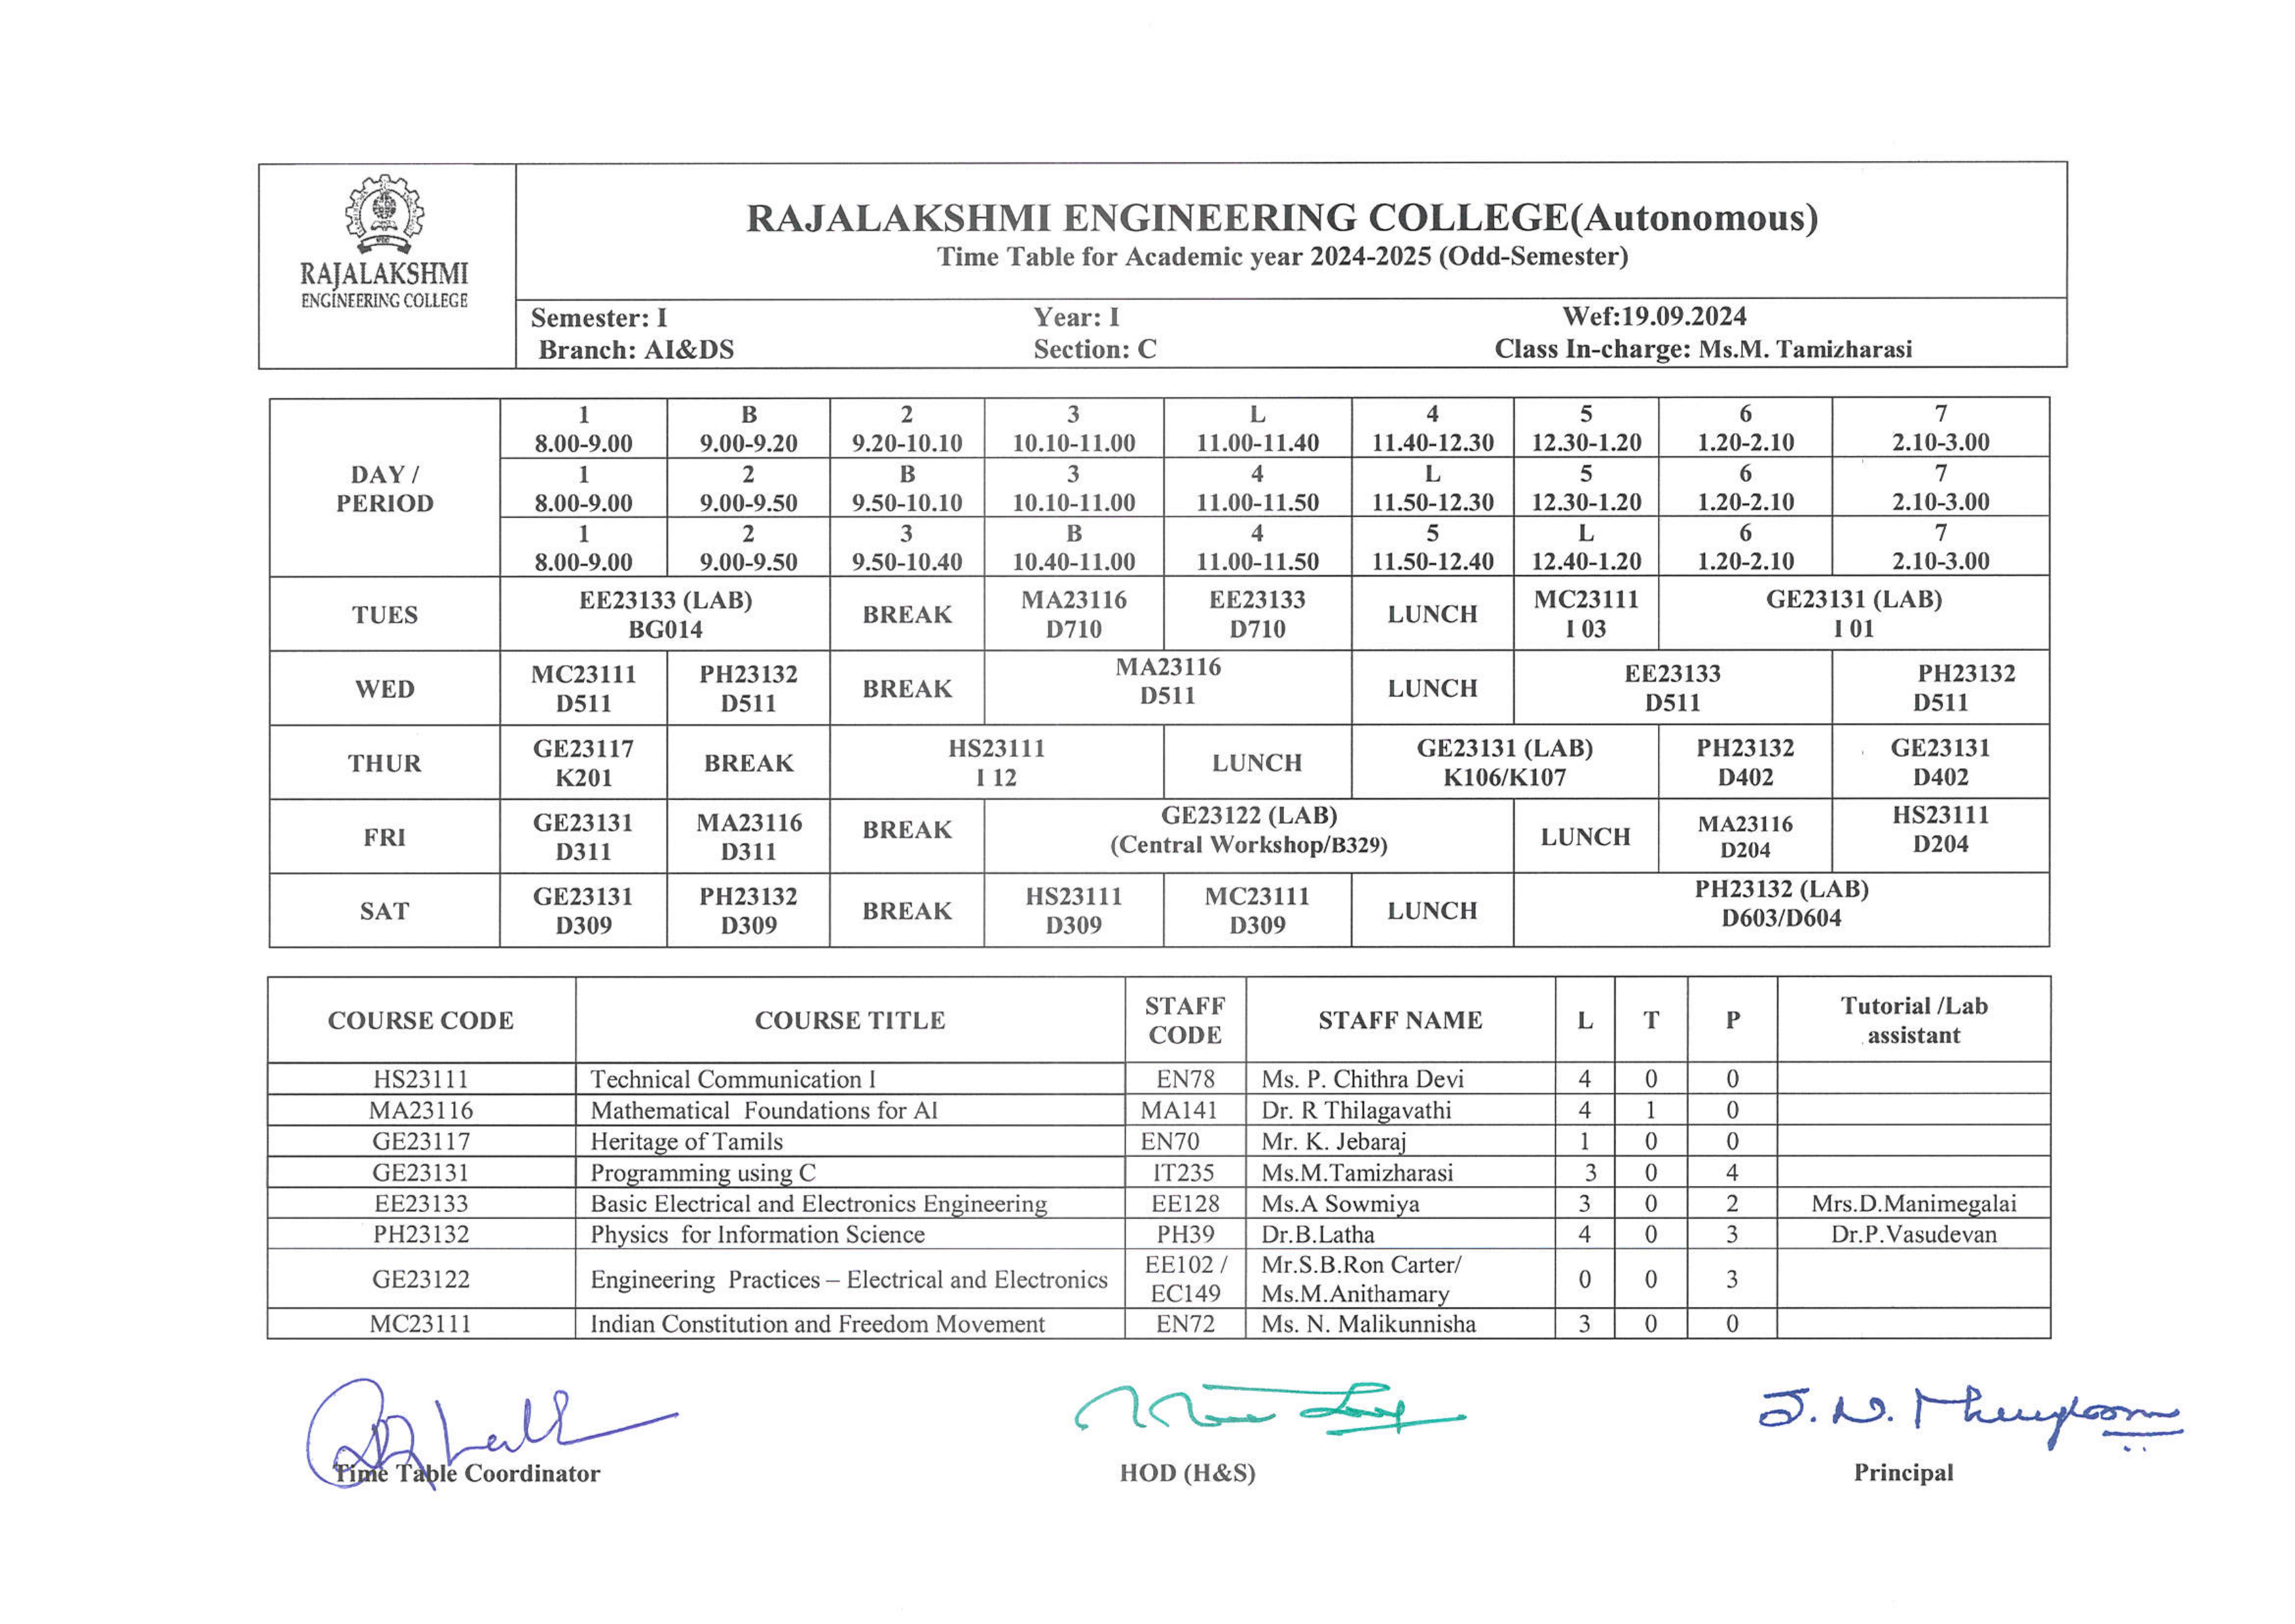 RAJALAKSHMI
ENGINEERING COLLEGE
RAJALAKSHMI ENGINEERING COLLEGE(Autonomous)
Time Table for Academic year 2024-2025 (Odd-Semester)
Semester: I Year: I Wef:19.09.2024
Branch: AI&DS Section: C Class In-charge: Ms.M. Tamizharasi
DAY /
PERIOD
1 B 2 3 L 4 5 6 7
8.00-9.00 9.00-9.20 9.20-10.10 10.10-11.00 11.00-11.40 11.40-12.30 12.30-1.20 1.20-2.10 2.10-3.00
1 2 B 3 4 L 5 6 7
8.00-9.00 9.00-9.50 9.50-10.10 10.10-11.00 11.00-11.50 11.50-12.30 12.30-1.20 1.20-2.10 2.10-3.00
1 2 3 B 4 5 L 6 7
8.00-9.00 9.00-9.50 9.50-10.40 10.40-11.00 11.00-11.50 11.50-12.40 12.40-1.20 1.20-2.10 2.10-3.00
TUES
EE23133 (LAB) BREAK MA23116 EE23133 LUNCH MC23111 GE23131 (LAB)
BG014 D710 D710 I 03 I 01
WED
MC23111 PH23132 BREAK MA23116 LUNCH EE23133 PH23132
D511 D511 D511 D511 D511
THUR
GE23117 BREAK HS23111 LUNCH GE23131 (LAB) PH23132 GE23131
K201 I 12 K106/K107 D402 D402
FRI
GE23131 MA23116 BREAK GE23122 (LAB) LUNCH MA23116 HS23111
D311 D311 (Central Workshop/B329) D204 D204
SAT
GE23131 PH23132 BREAK HS23111 MC23111 LUNCH PH23132 (LAB)
D309 D309 D309 D309 D603/D604
COURSE CODE COURSE TITLE STAFF CODE STAFF NAME L T P Tutorial /Lab assistant
HS23111 Technical Communication I EN78 Ms. P. Chithra Devi 4 0 0
MA23116 Mathematical Foundations for AI MA141 Dr. R Thilagavathi 4 1 0
GE23117 Heritage of Tamils EN70 Mr. K. Jebaraj 1 0 0
GE23131 Programming using C IT235 Ms.M.Tamizharasi 3 0 4
EE23133 Basic Electrical and Electronics Engineering EE128 Ms.A Sowmiya 3 0 2 Mrs.D.Manimegalai
PH23132 Physics for Information Science PH39 Dr.B.Latha 4 0 3 Dr.P.Vasudevan
GE23122 Engineering Practices – Electrical and Electronics EE102 / EC149 Mr.S.B.Ron Carter/ Ms.M.Anithamary 0 0 3
MC23111 Indian Constitution and Freedom Movement EN72 Ms. N. Malikunnisha 3 0 0
Time Table Coordinator HOD (H&S) Principal